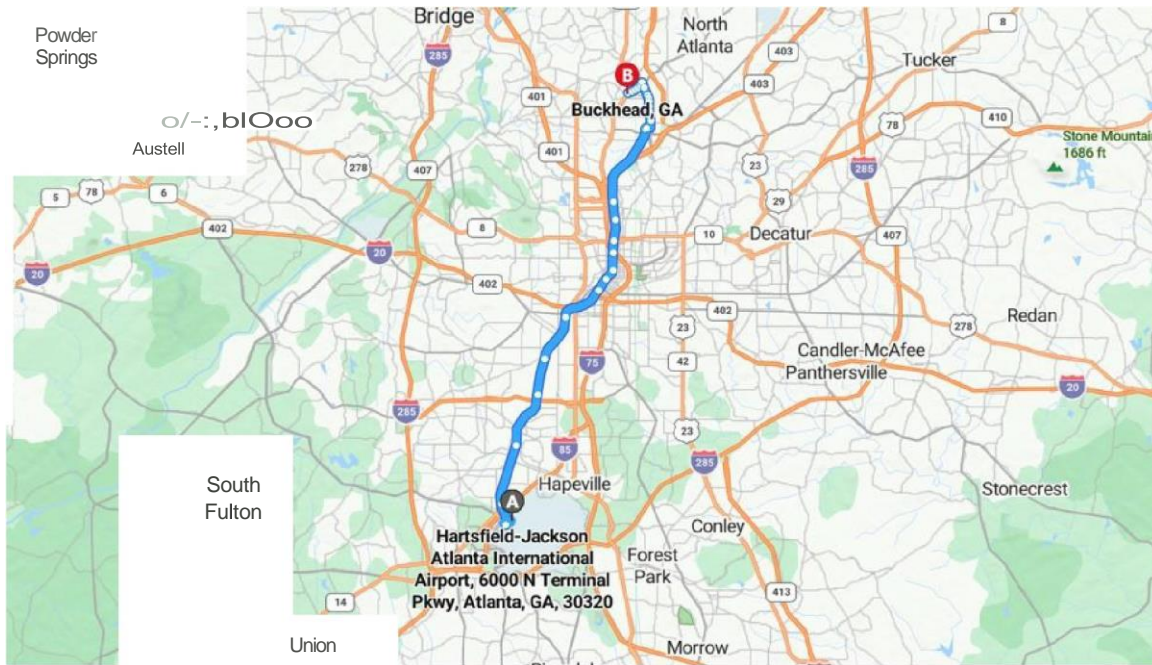 Bridge
North
Atlanta
Powder
Springs
8
285
403
Tucker
403
B
401
Buckhead, GA
410
o/-:,blOoo
78
Stone Mountain
1686 ft
Austell
401
278
407
23
285
5
78
6
29
402
8
10
Decatur
407
20
20
402
23
402
278
Redan
42
75
Candler-McAfee
Panthersville
20
285
23
85
285
South
Fulton
Hapeville
Stonecrest
A
Conley
Hartsfield-Jackson
Atlanta International
Airport, 6000 N Terminal
Pkwy, Atlanta, GA, 30320
Forest
Park
14
413
Union
Morrow